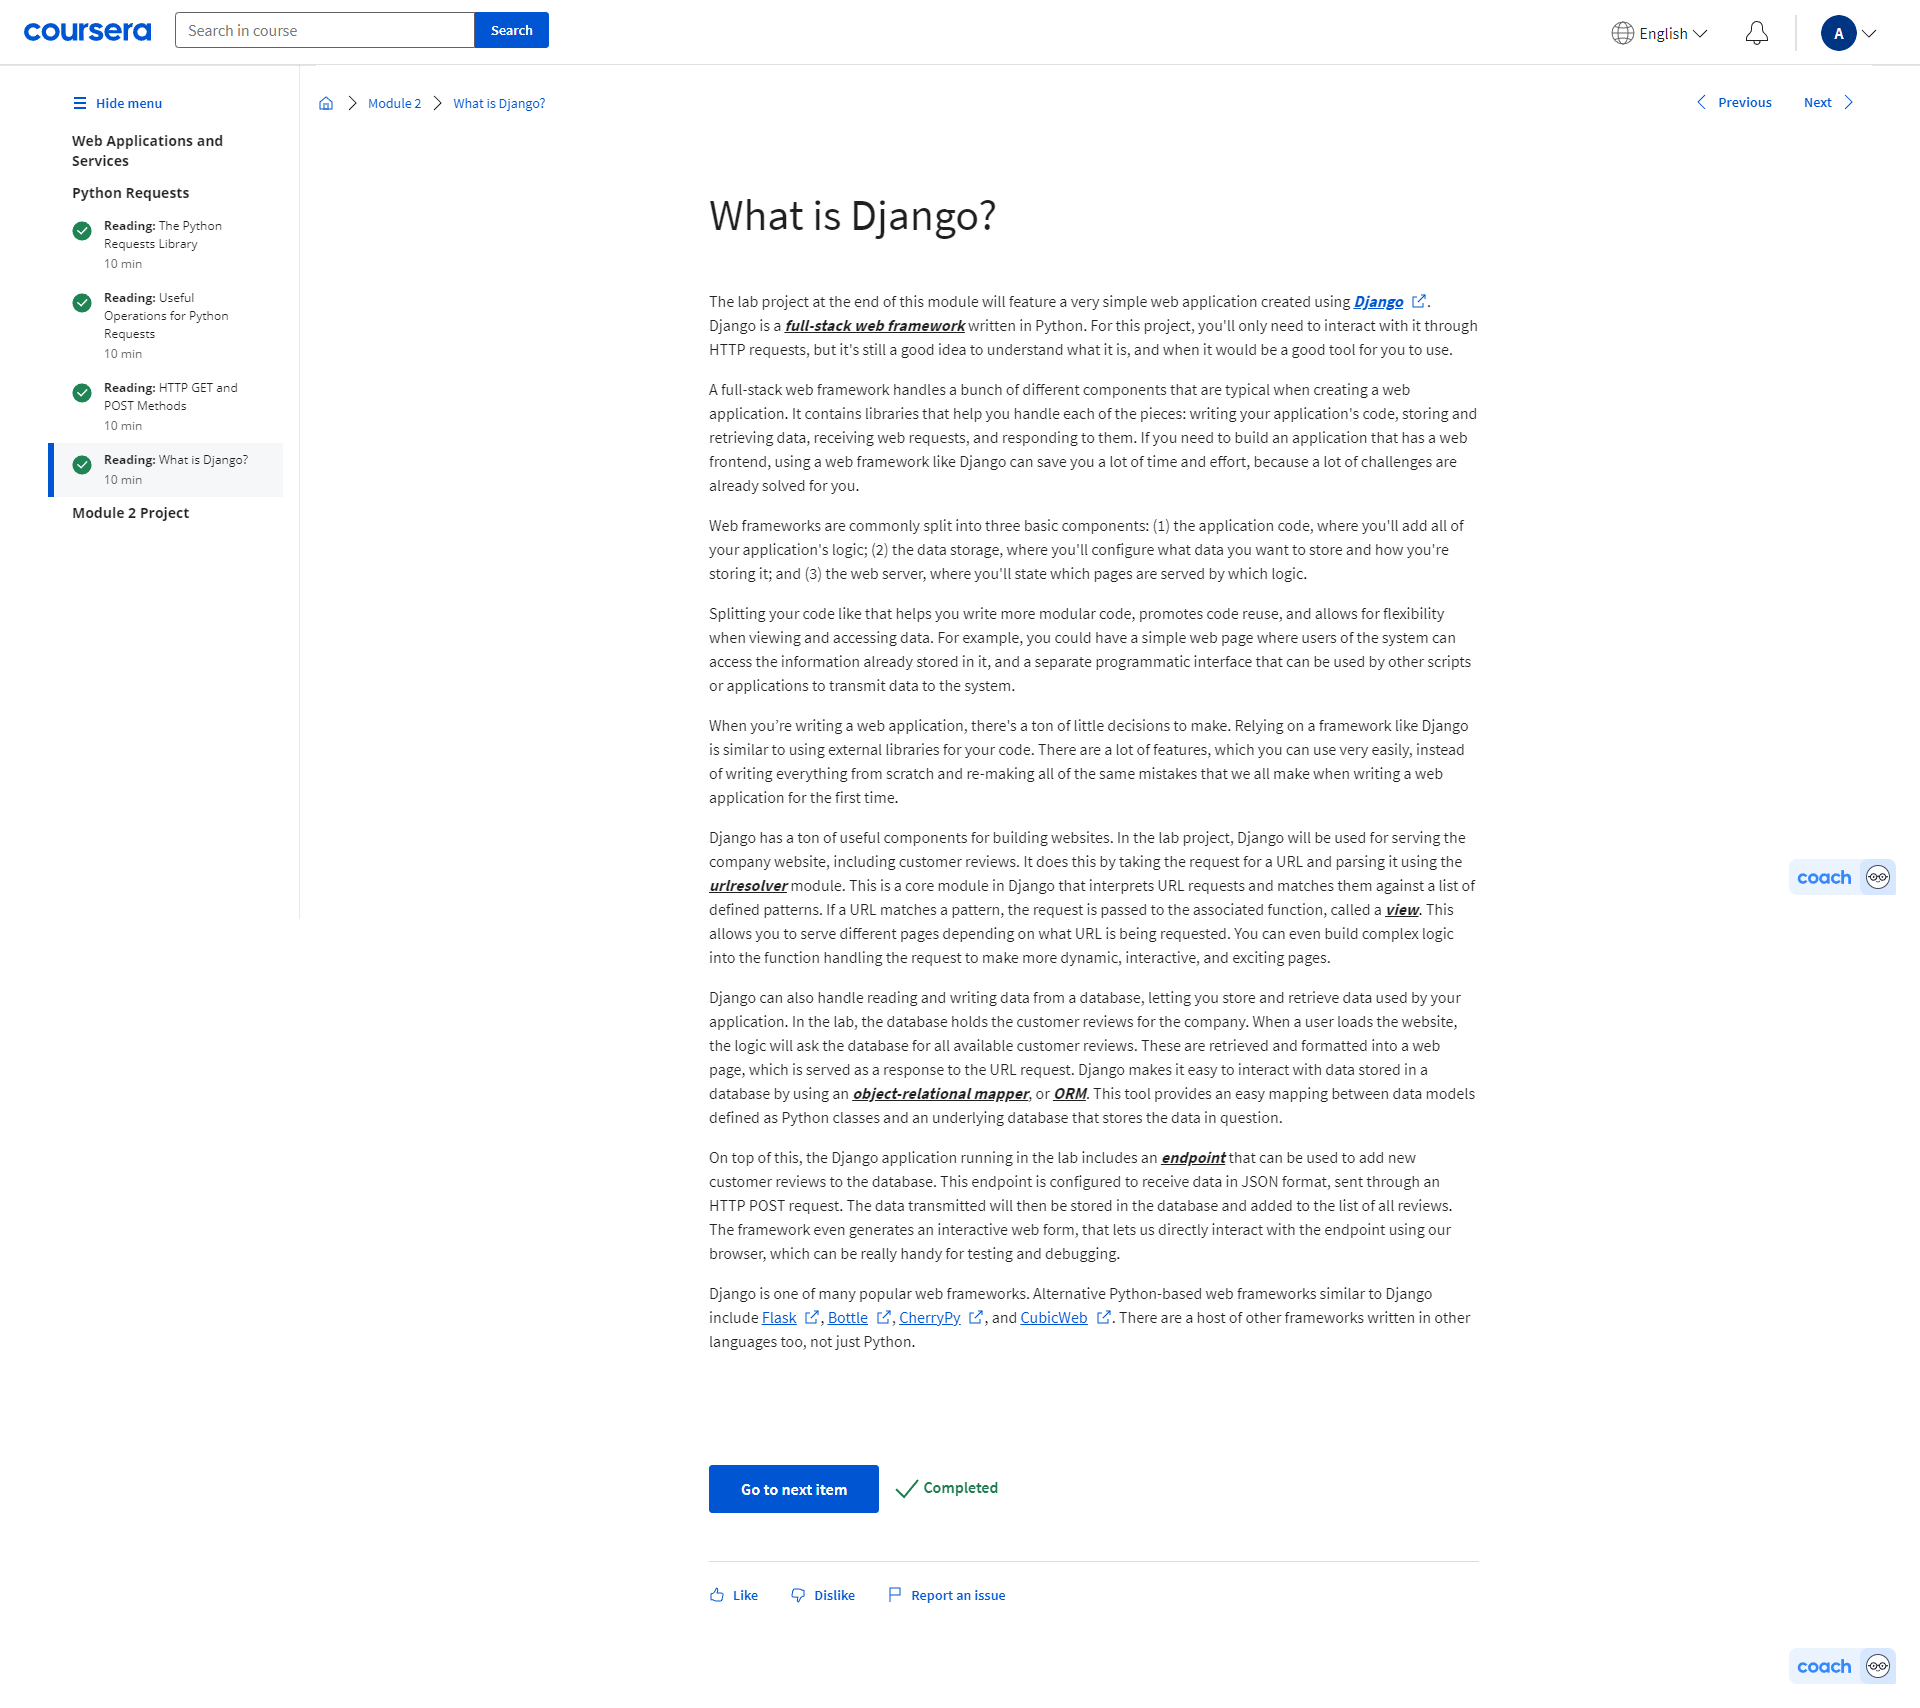 coursera
Search in course
Search
English
A
Hide menu
Web Applications and
Services
Python Requests
Reading: The Python
Requests Library
10 min
Reading: Useful
Operations for Python
Requests
10 min
Reading: HTTP GET and
POST Methods
10 min
Reading: What is Django?
10 min
Module 2 Project
Module 2
What is Django?
Previous
Next
What is Django?
The lab project at the end of this module will feature a very simple web application created using Django.
Django is a full-stack web framework written in Python. For this project, you'll only need to interact with it through
HTTP requests, but it's still a good idea to understand what it is, and when it would be a good tool for you to use.
A full-stack web framework handles a bunch of different components that are typical when creating a web
application. It contains libraries that help you handle each of the pieces: writing your application's code, storing and
retrieving data, receiving web requests, and responding to them. If you need to build an application that has a web
frontend, using a web framework like Django can save you a lot of time and effort, because a lot of challenges are
already solved for you.
Web frameworks are commonly split into three basic components: (1) the application code, where you'll add all of
your application's logic; (2) the data storage, where you'll configure what data you want to store and how you're
storing it; and (3) the web server, where you'll state which pages are served by which logic.
Splitting your code like that helps you write more modular code, promotes code reuse, and allows for flexibility
when viewing and accessing data. For example, you could have a simple web page where users of the system can
access the information already stored in it, and a separate programmatic interface that can be used by other scripts
or applications to transmit data to the system.
When you’re writing a web application, there's a ton of little decisions to make. Relying on a framework like Django
is similar to using external libraries for your code. There are a lot of features, which you can use very easily, instead
of writing everything from scratch and re-making all of the same mistakes that we all make when writing a web
application for the first time.
Django has a ton of useful components for building websites. In the lab project, Django will be used for serving the
company website, including customer reviews. It does this by taking the request for a URL and parsing it using the
urlresolver module. This is a core module in Django that interprets URL requests and matches them against a list of
defined patterns. If a URL matches a pattern, the request is passed to the associated function, called a view. This
allows you to serve different pages depending on what URL is being requested. You can even build complex logic
into the function handling the request to make more dynamic, interactive, and exciting pages.
Django can also handle reading and writing data from a database, letting you store and retrieve data used by your
application. In the lab, the database holds the customer reviews for the company. When a user loads the website,
the logic will ask the database for all available customer reviews. These are retrieved and formatted into a web
page, which is served as a response to the URL request. Django makes it easy to interact with data stored in a
database by using an object-relational mapper, or ORM. This tool provides an easy mapping between data models
defined as Python classes and an underlying database that stores the data in question.
On top of this, the Django application running in the lab includes an endpoint that can be used to add new
customer reviews to the database. This endpoint is configured to receive data in JSON format, sent through an
HTTP POST request. The data transmitted will then be stored in the database and added to the list of all reviews.
The framework even generates an interactive web form, that lets us directly interact with the endpoint using our
browser, which can be really handy for testing and debugging.
Django is one of many popular web frameworks. Alternative Python-based web frameworks similar to Django
include Flask, Bottle, CherryPy, and CubicWeb. There are a host of other frameworks written in other
languages too, not just Python.
coach
Go to next item
Completed
Like
Dislike
Report an issue
coach